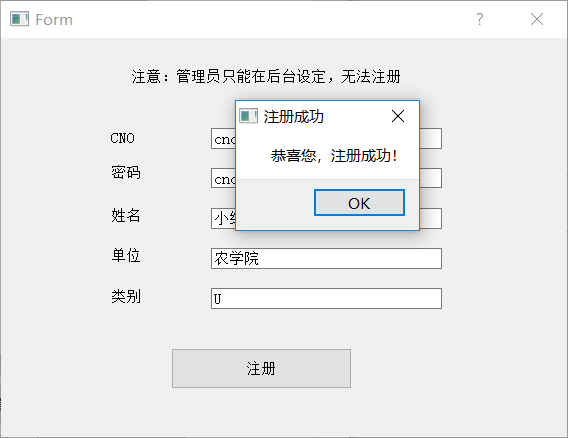 Form
注意：管理员只能在后台设定，无法注册
注册成功
恭喜您，注册成功！
OK
CNO
cno
密码
cno
姓名
单位
农学院
类别
U
注册